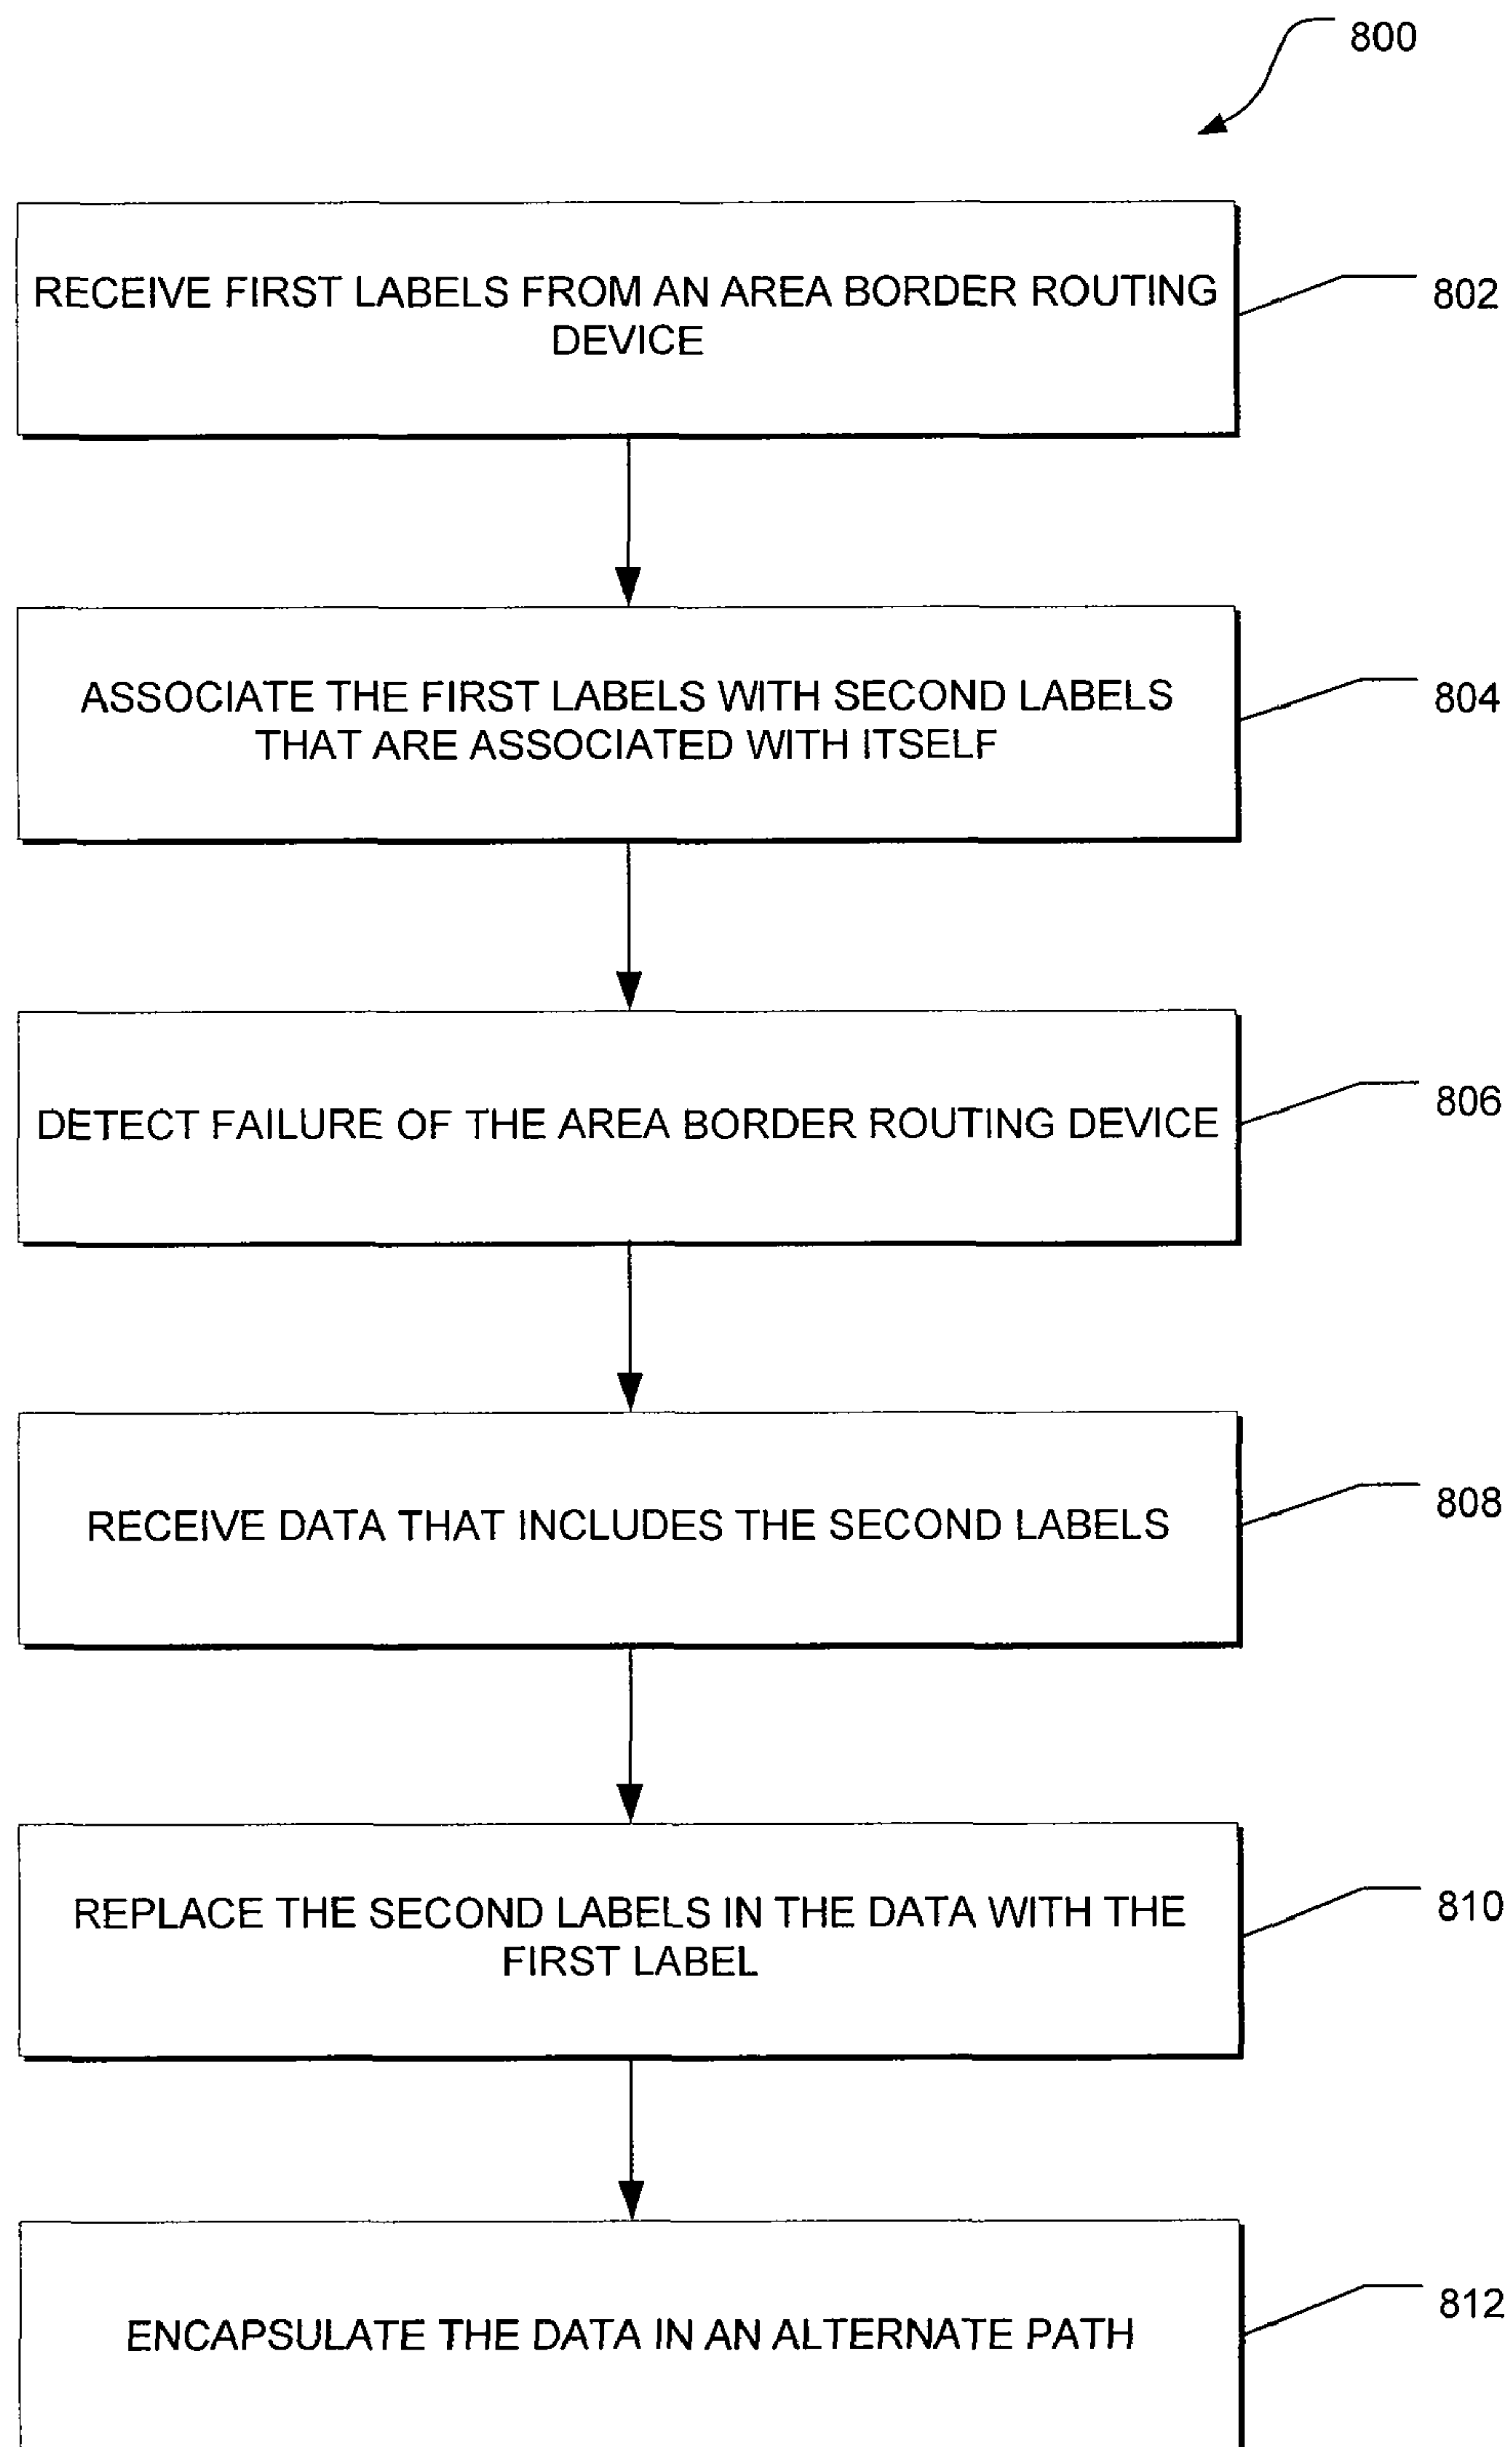 800
RECEIVE FIRST LABELS FROM AN AREA BORDER ROUTING
DEVICE
802
ASSOCIATE THE FIRST LABELS WITH SECOND LABELS
THAT ARE ASSOCIATED WITH ITSELF
804
DETECT FAILURE OF THE AREA BORDER ROUTING DEVICE
806
RECEIVE DATA THAT INCLUDES THE SECOND LABELS
808
REPLACE THE SECOND LABELS IN THE DATA WITH THE
FIRST LABEL
810
ENCAPSULATE THE DATA IN AN ALTERNATE PATH
812